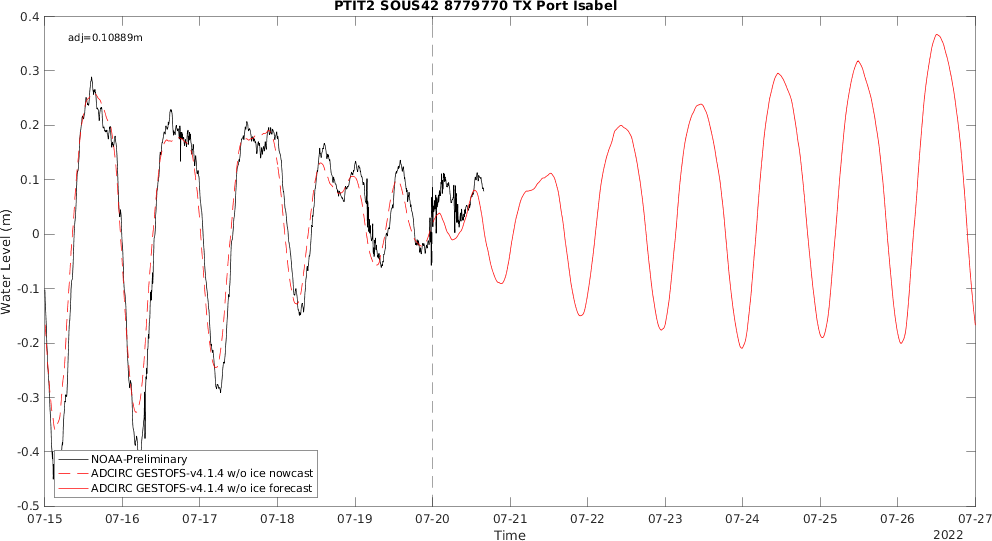 PTIT2 SOUS42 8779770 TX Port Isabel
adj=0.10889m
0.4
0.3
0.2
0.1
0
-0.1
-0.2
-0.3
-0.4
-0.5
Water Level (m)
NOAA-Preliminary
ADCIRC GESTOFS-v4.1.4 w/o ice nowcast
ADCIRC GESTOFS-v4.1.4 w/o ice forecast
07-15 07-16 07-17 07-18 07-19 07-20 07-21 07-22 07-23 07-24 07-25 07-26 07-27
Time
2022